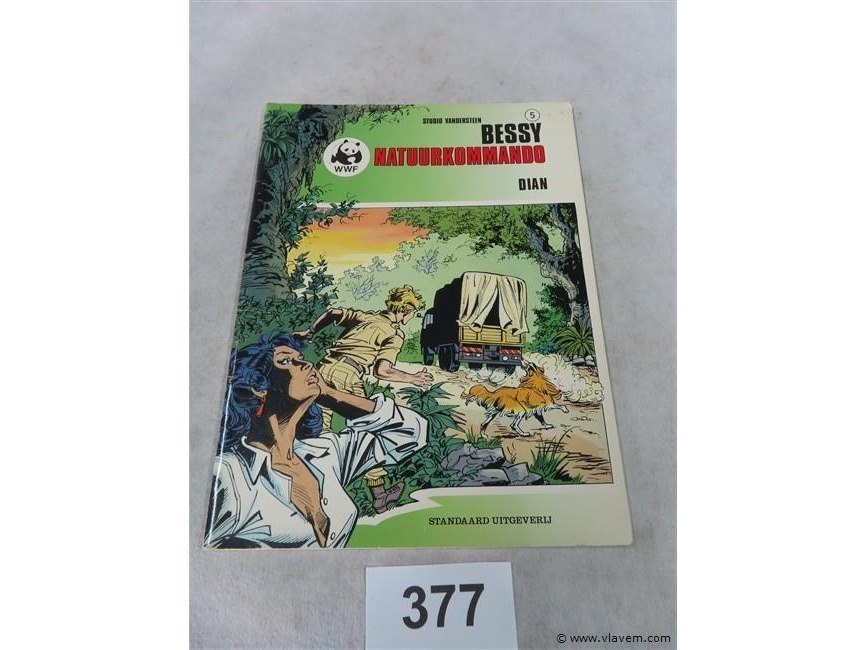 STUDIO VANDERSTEEN
5
BESSY
NATUURKOMMANDO
WWF
DIAN
STANDAARD UITGEVERIJ
377
© www.vlavem.com